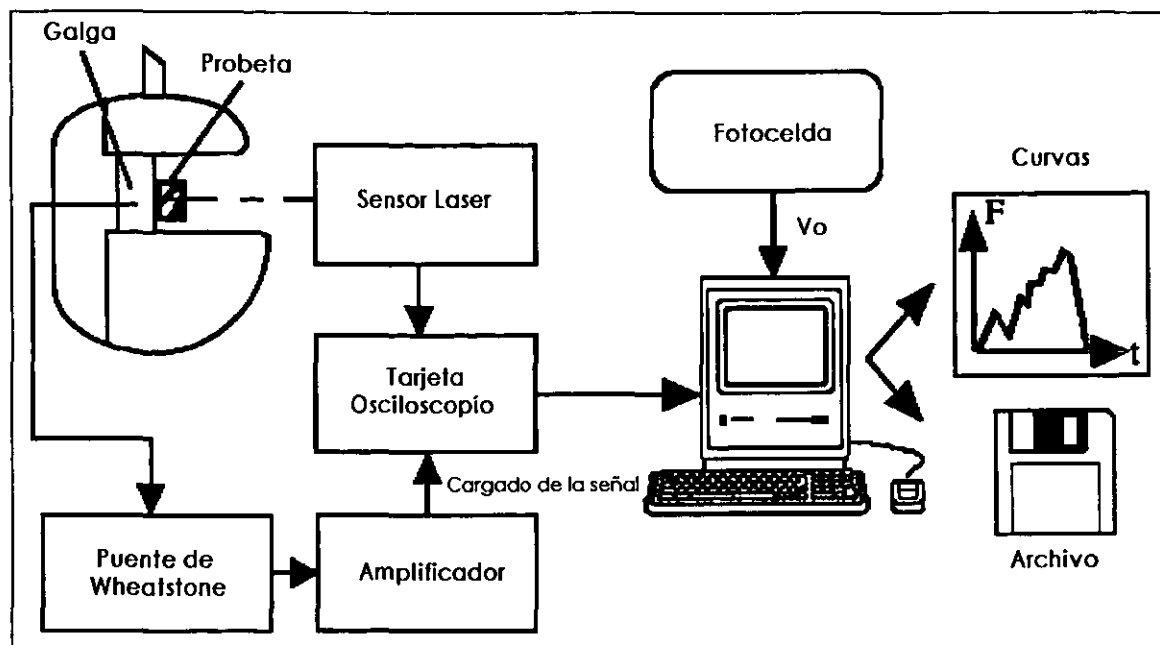 Galga
Probeta
Sensor Laser
Fotocelda
Vo
Curvas
F
t
Tarjeta
Osciloscopio
Cargado de la señal
Puente de
Wheatstone
Amplificador
Archivo